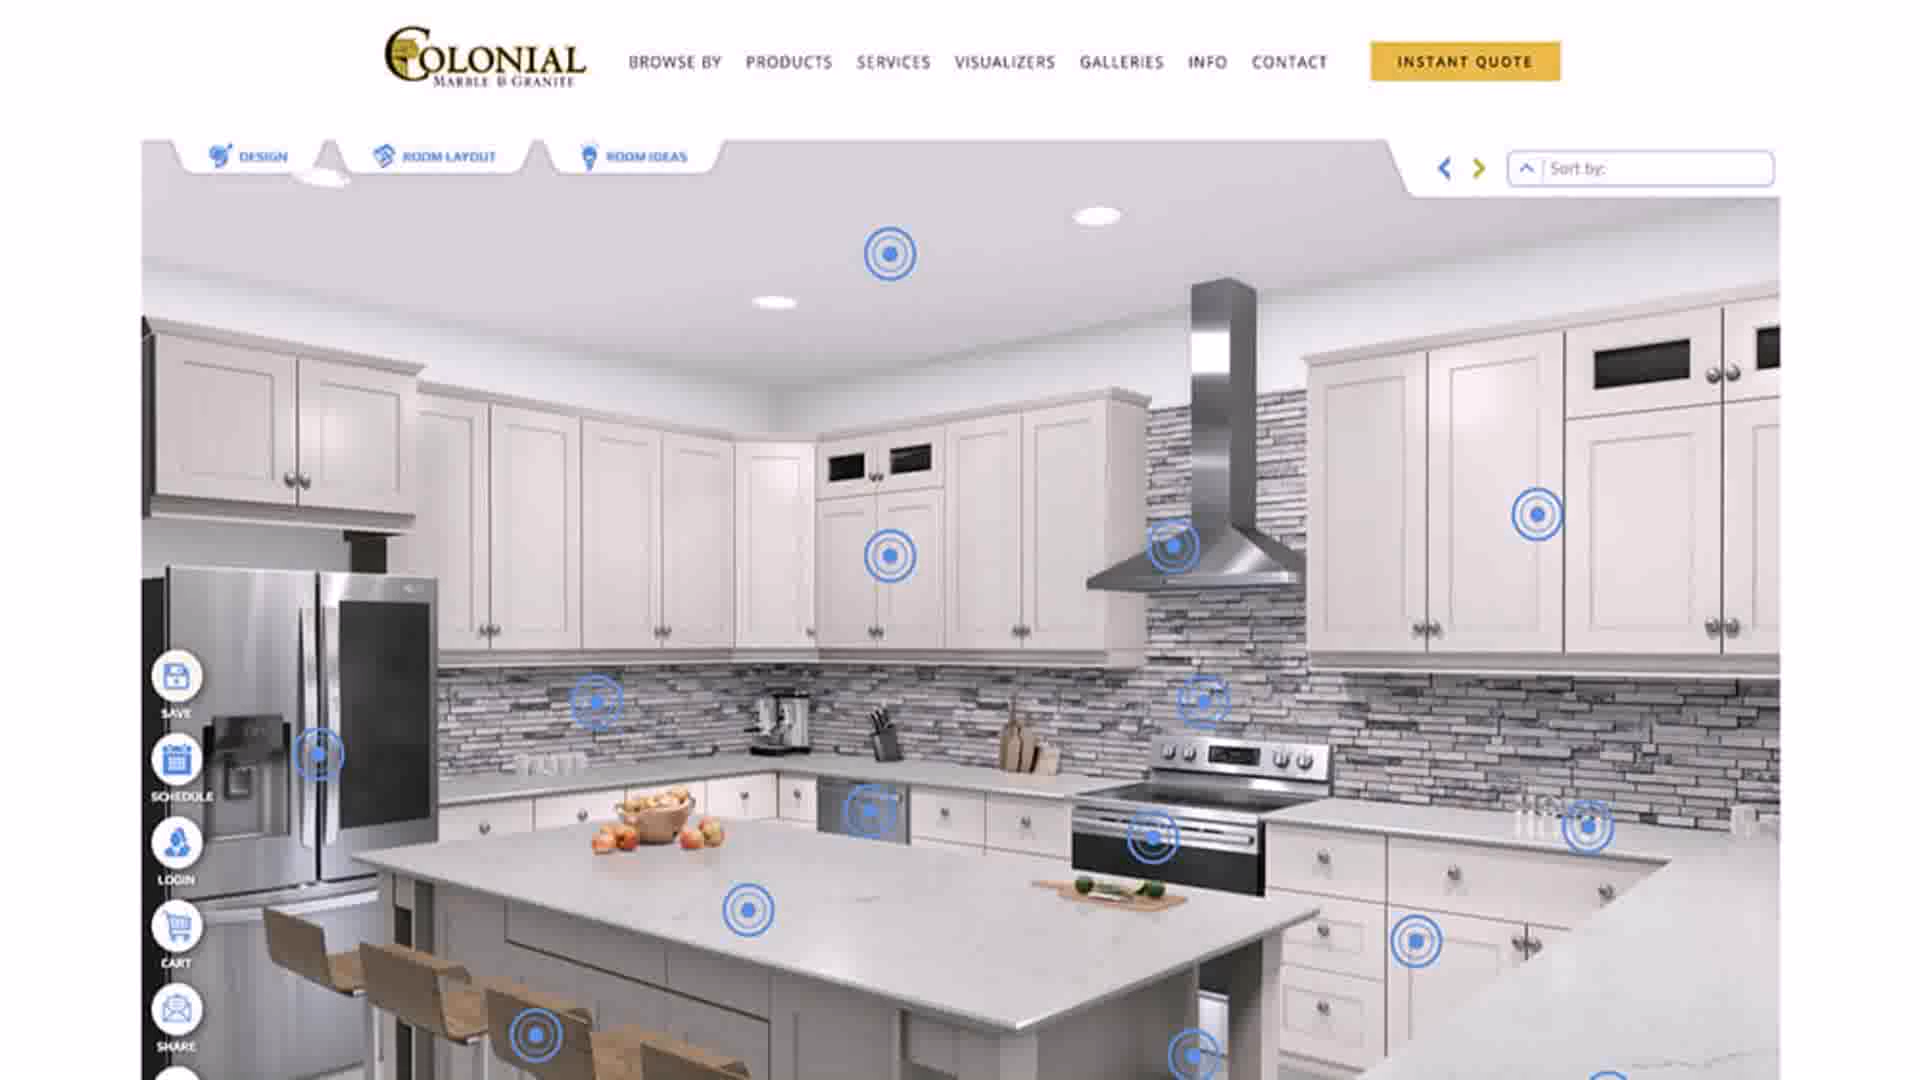 COLONIAL
MARBLE & GRANITE
BROWSE BY PRODUCTS SERVICES VISUALIZERS GALLERIES INFO CONTACT
INSTANT QUOTE
DESIGN
ROOM LAYOUT
ROOM IDEAS
Sort by:
SAVE
SCHEDULE
LOGIN
CART
SHARE